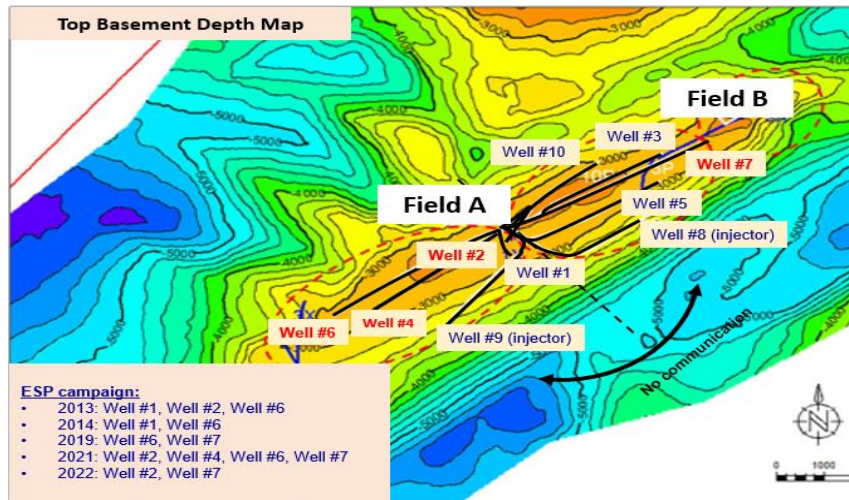 Top Basement Depth Map
-3000
-4000
-5000
Field B
Well #3
Well #10
3000
Well #7
-4000
Field A
Well #5
Well #8 (injector)
Well #2
Well #1
-3000
-5000
Well #6
Well #4
Well #9 (injector)
No communication
-4000
-5000
ESP campaign:
• 2013: Well #1, Well #2, Well #6
• 2014: Well #1, Well #6
• 2019: Well #6, Well #7
• 2021: Well #2, Well #4, Well #6, Well #7
• 2022: Well #2, Well #7
N
0 1000